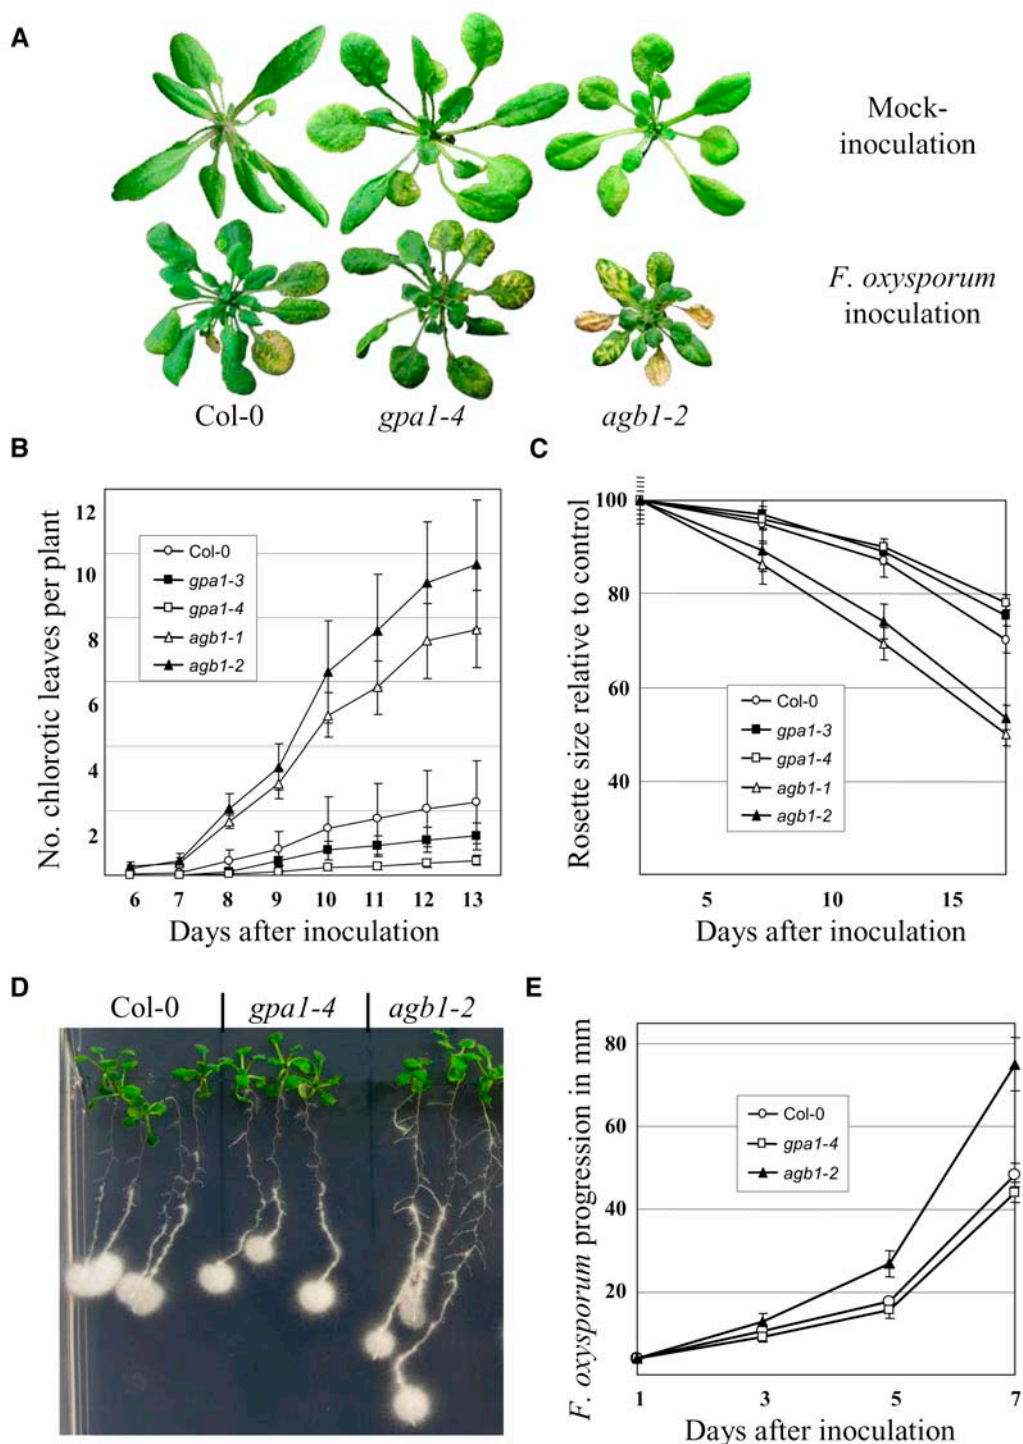 A
Mock-
inoculation
F. oxysporum
inoculation
Col-0 gpa1-4 agb1-2
B
No. chlorotic leaves per plant
12
10
8
6
4
2
Col-0
gpa1-3
gpa1-4
agb1-1
agb1-2
6 7 8 9 10 11 12 13
Days after inoculation
C
Rosette size relative to control
100
80
60
40
Col-0
gpa1-3
gpa1-4
agb1-1
agb1-2
5 10 15
Days after inoculation
D
Col-0 gpa1-4 agb1-2
E
F. oxysporum progression in mm
80
60
40
20
Col-0
gpa1-4
agb1-2
1 3 5 7
Days after inoculation